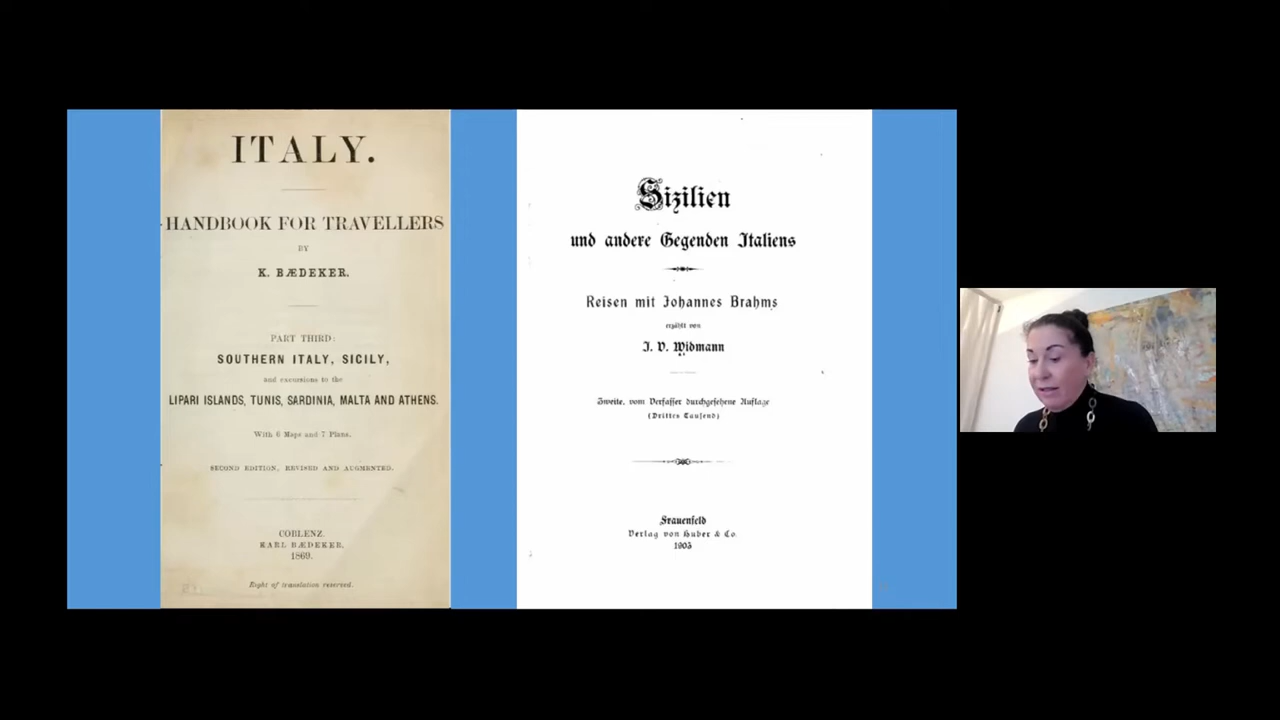 ITALY.
HANDBOOK FOR TRAVELLERS
BY
K. BÆDEKER.
PART THIRD:
SOUTHERN ITALY, SICILY,
and excursions to the
LIPARI ISLANDS, TUNIS, SARDINIA, MALTA AND ATHENS.
With 6 Maps and 7 Plans.
SECOND EDITION, REVISED AND AUGMENTED.
COBLENZ.
KARL BÆDEKER.
1869.
Right of translation reserved.
Sizilien
und andere Gegenden Italiens
Reisen mit Johannes Brahms
erzählt von
J. V. Widmann
Zweite, vom Verfasser durchgesehene Auflage
(Drittes Tausend)
Frauenfeld
Verlag von Huber & Co.
1903